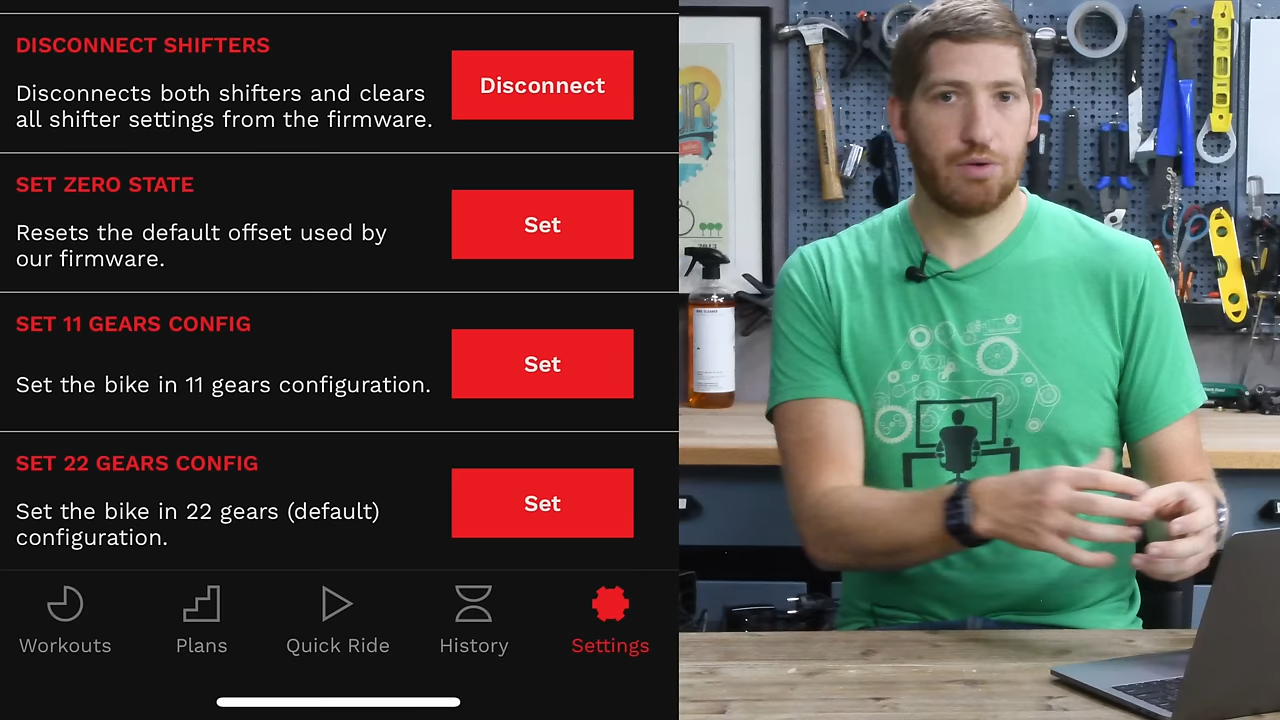 DISCONNECT SHIFTERS
Disconnects both shifters and clears
all shifter settings from the firmware.
Disconnect
SET ZERO STATE
Resets the default offset used by
our firmware.
Set
SET 11 GEARS CONFIG
Set the bike in 11 gears configuration.
Set
SET 22 GEARS CONFIG
Set the bike in 22 gears (default)
configuration.
Set
Workouts
Plans
Quick Ride
History
Settings